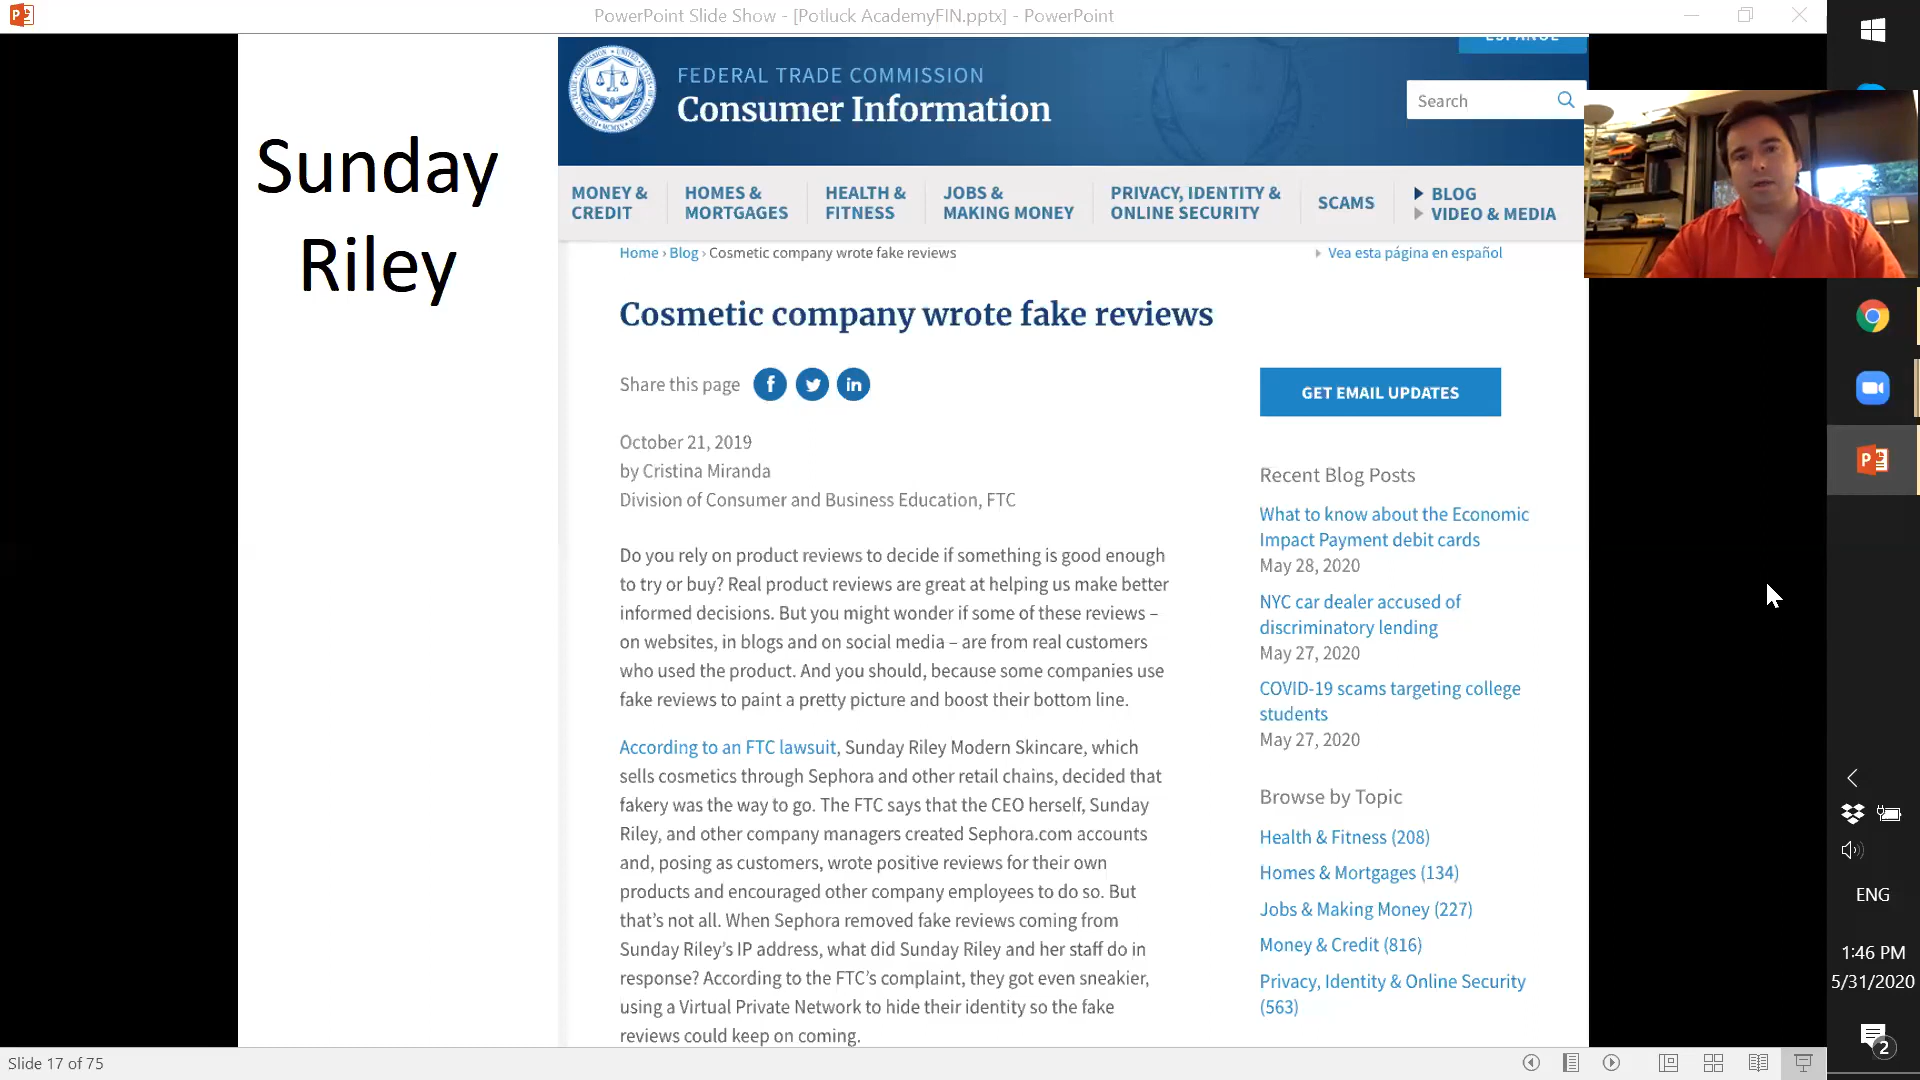 PowerPoint Slide Show - [Potluck AcademyFIN.pptx] - PowerPoint
Sunday
Riley
FEDERAL TRADE COMMISSION
Consumer Information
Search
MONEY &
CREDIT
HOMES &
MORTGAGES
HEALTH &
FITNESS
JOBS &
MAKING MONEY
PRIVACY, IDENTITY &
ONLINE SECURITY
SCAMS
BLOG
VIDEO & MEDIA
Home › Blog › Cosmetic company wrote fake reviews
Vea esta página en español
Cosmetic company wrote fake reviews
Share this page
October 21, 2019
by Cristina Miranda
Division of Consumer and Business Education, FTC
Do you rely on product reviews to decide if something is good enough
to try or buy? Real product reviews are great at helping us make better
informed decisions. But you might wonder if some of these reviews –
on websites, in blogs and on social media – are from real customers
who used the product. And you should, because some companies use
fake reviews to paint a pretty picture and boost their bottom line.
According to an FTC lawsuit, Sunday Riley Modern Skincare, which
sells cosmetics through Sephora and other retail chains, decided that
fakery was the way to go. The FTC says that the CEO herself, Sunday
Riley, and other company managers created Sephora.com accounts
and, posing as customers, wrote positive reviews for their own
products and encouraged other company employees to do so. But
that’s not all. When Sephora removed fake reviews coming from
Sunday Riley’s IP address, what did Sunday Riley and her staff do in
response? According to the FTC’s complaint, they got even sneakier,
using a Virtual Private Network to hide their identity so the fake
reviews could keep on coming.
GET EMAIL UPDATES
Recent Blog Posts
What to know about the Economic
Impact Payment debit cards
May 28, 2020
NYC car dealer accused of
discriminatory lending
May 27, 2020
COVID-19 scams targeting college
students
May 27, 2020
Browse by Topic
Health & Fitness (208)
Homes & Mortgages (134)
Jobs & Making Money (227)
Money & Credit (816)
Privacy, Identity & Online Security
(563)
ENG
1:46 PM
5/31/2020
2
Slide 17 of 75